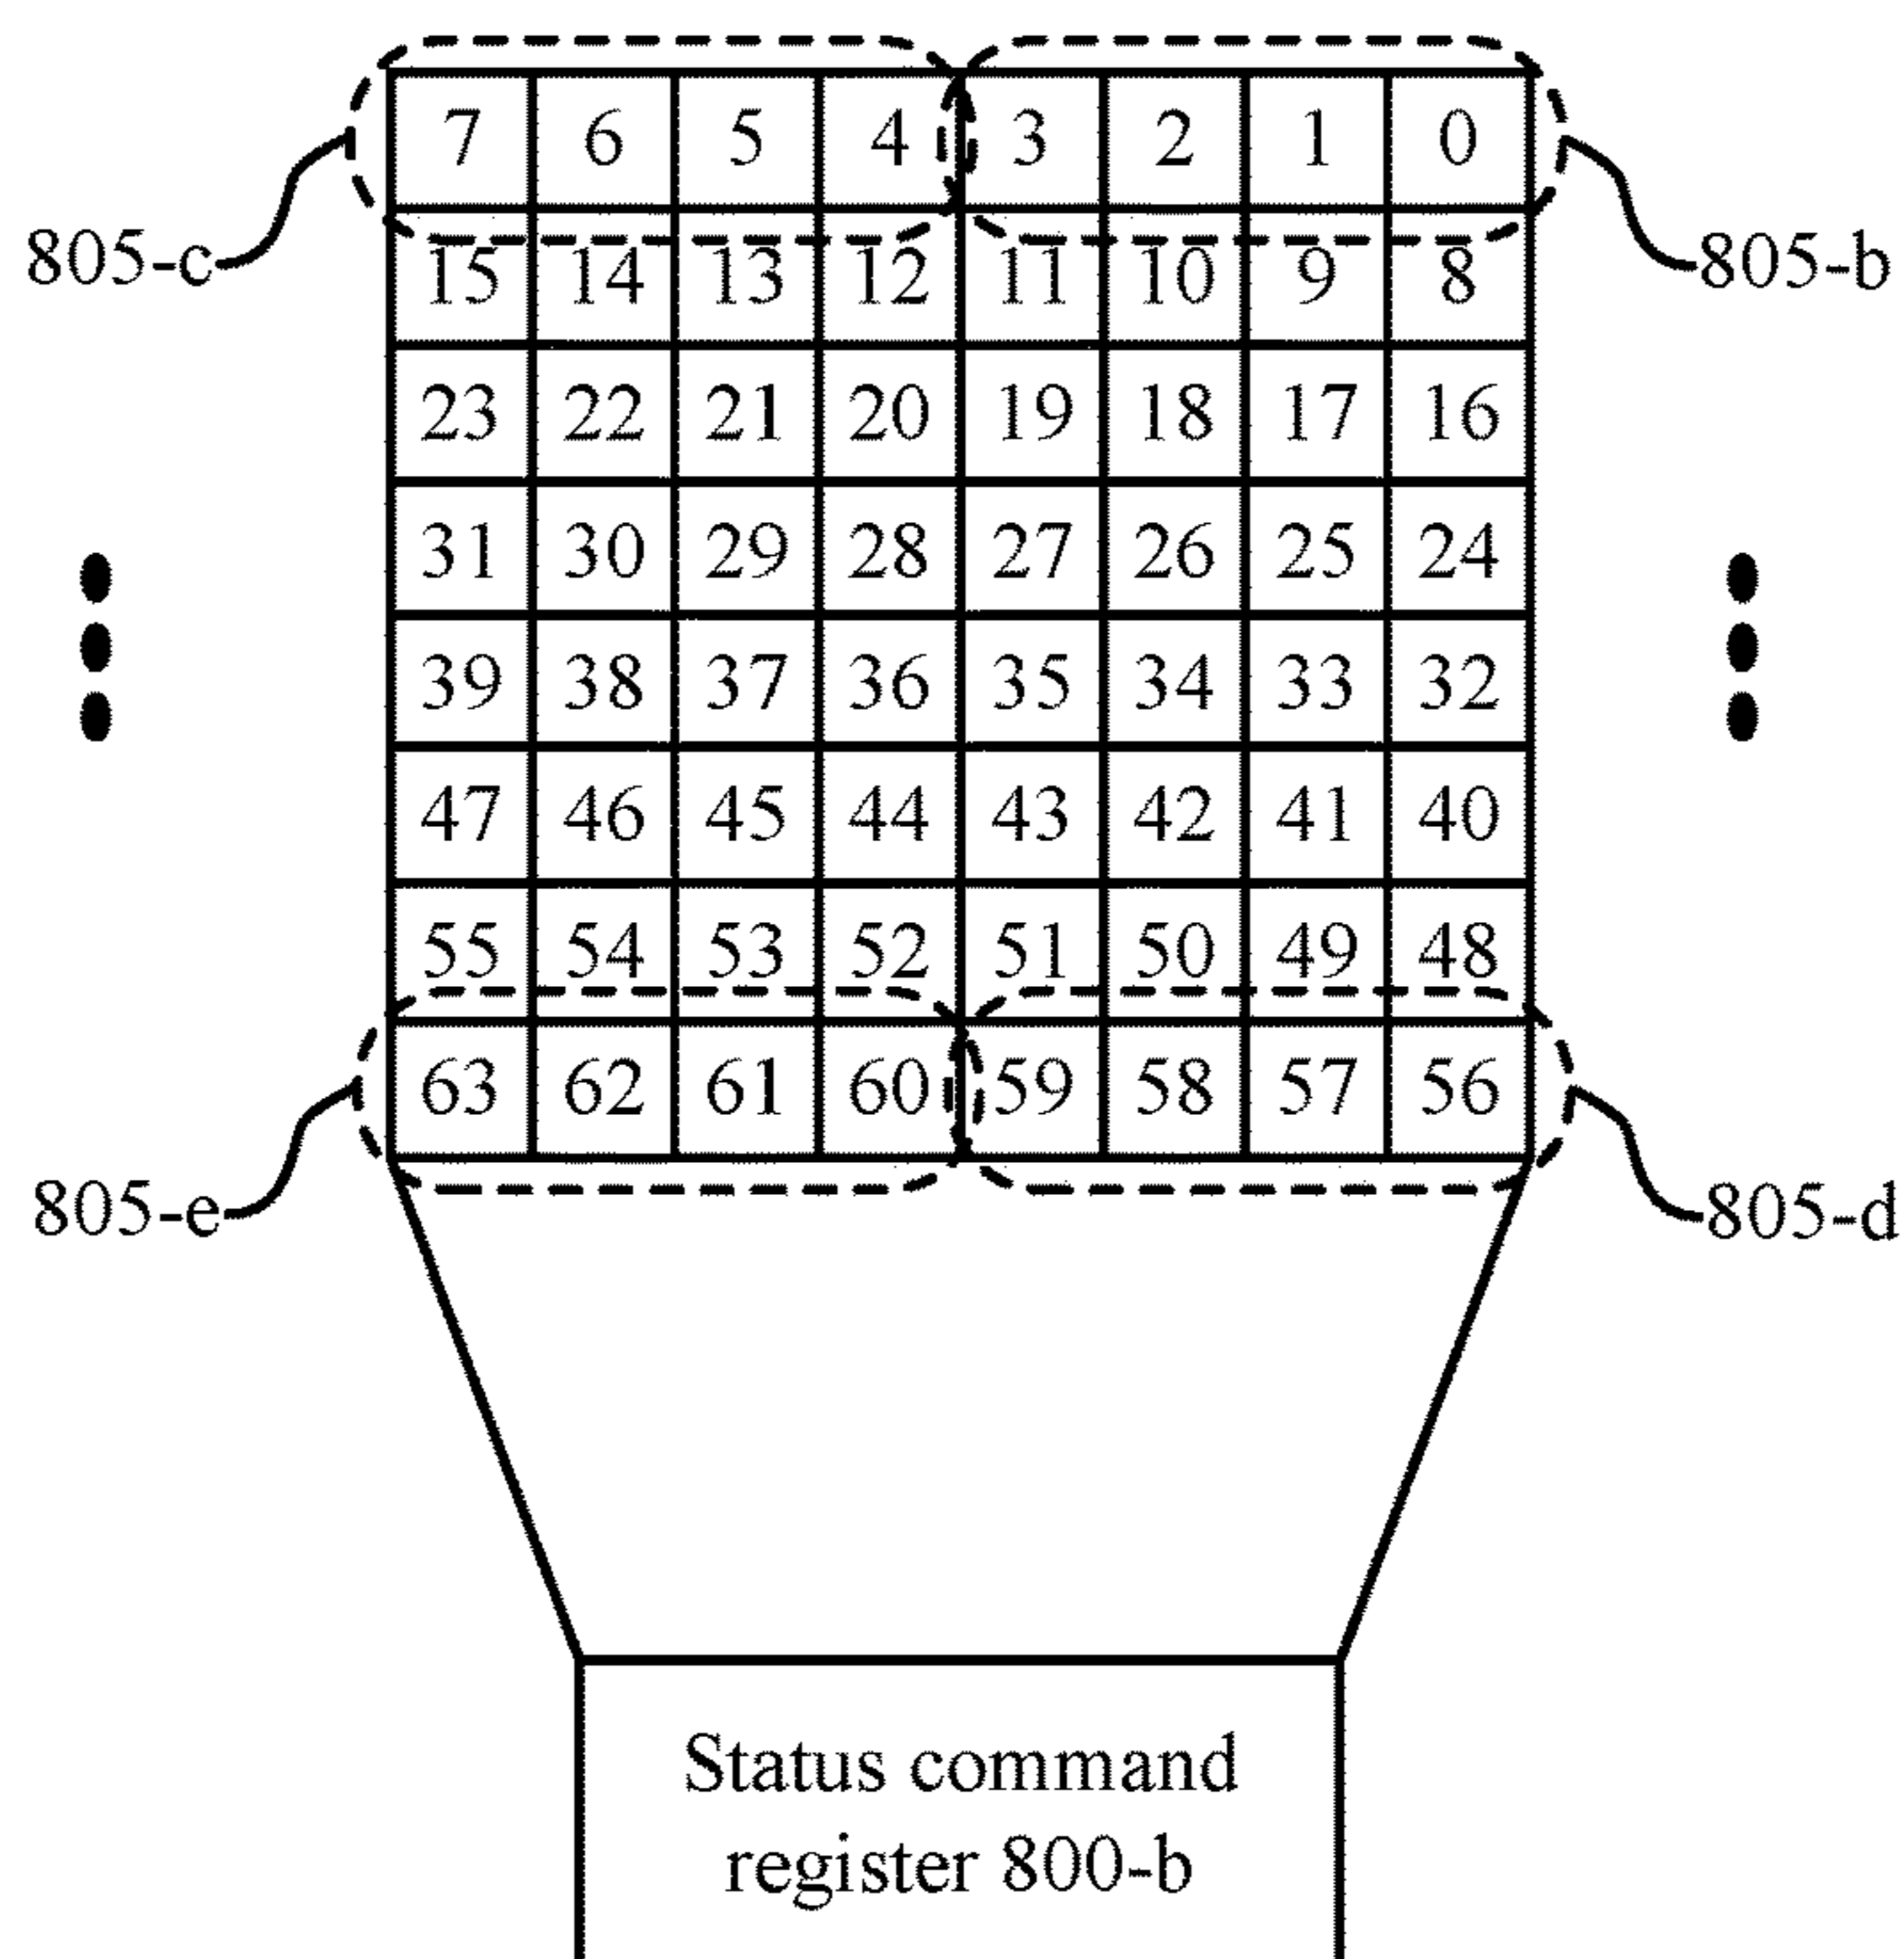 7 6 5 4 3 2 1 0
805-c 15 14 13 12 11 10 9 8 805-b
23 22 21 20 19 18 17 16
31 30 29 28 27 26 25 24
39 38 37 36 35 34 33 32
47 46 45 44 43 42 41 40
55 54 53 52 51 50 49 48
63 62 61 60 59 58 57 56
805-e 805-d
Status command
register 800-b